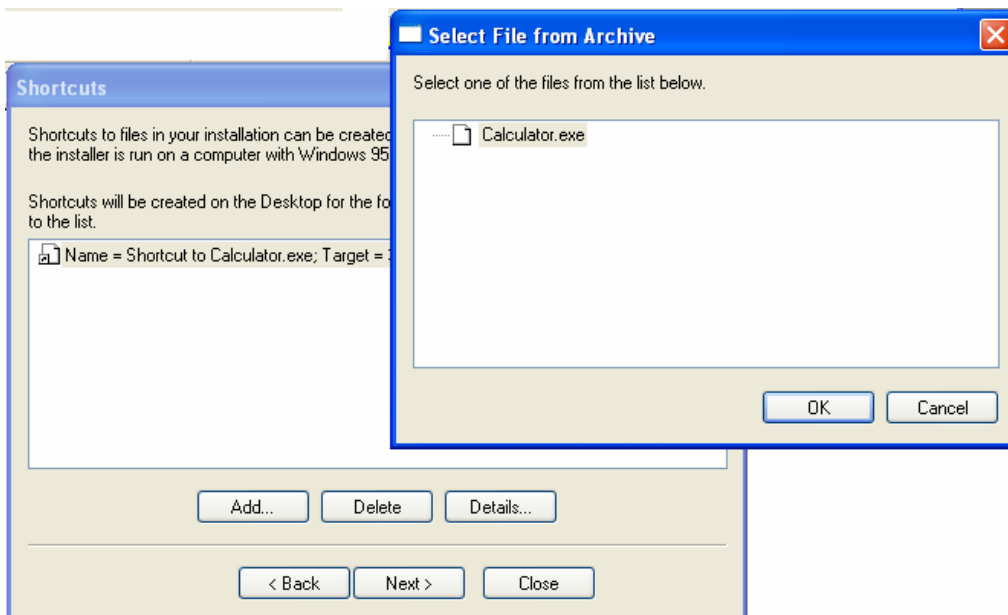 Select File from Archive
Select one of the files from the list below.
Calculator.exe
OK
Cancel
Shortcuts
Shortcuts to files in your installation can be created
the installer is run on a computer with Windows 95
Shortcuts will be created on the Desktop for the fo
to the list.
Name = Shortcut to Calculator.exe; Target =
Add...
Delete
Details...
< Back
Next >
Close